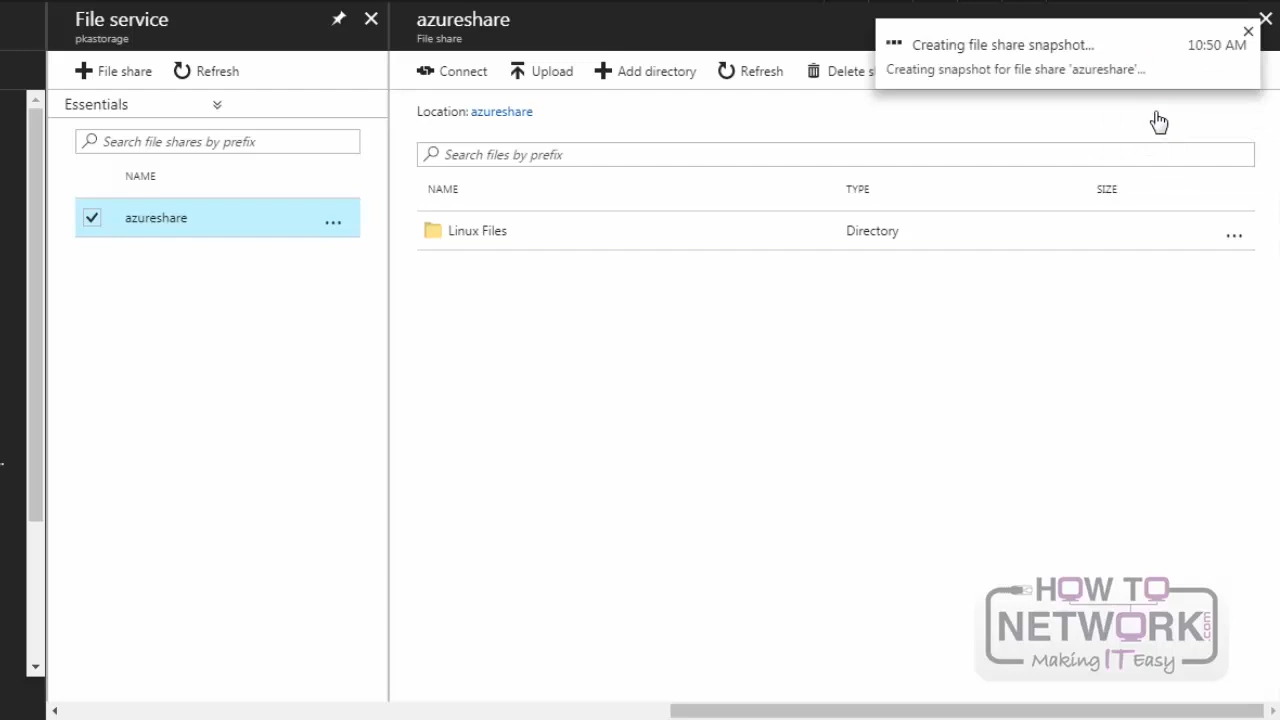 File service
pkastorage
File share
Refresh
Essentials
Search file shares by prefix
NAME
azureshare
...
azureshare
File share
Connect
Upload
Add directory
Refresh
Delete s
Location: azureshare
Search files by prefix
NAME TYPE SIZE
Linux Files Directory ...
Creating file share snapshot... 10:50 AM
Creating snapshot for file share 'azureshare'...
HOW TO
NETWORK.com
Making IT Easy